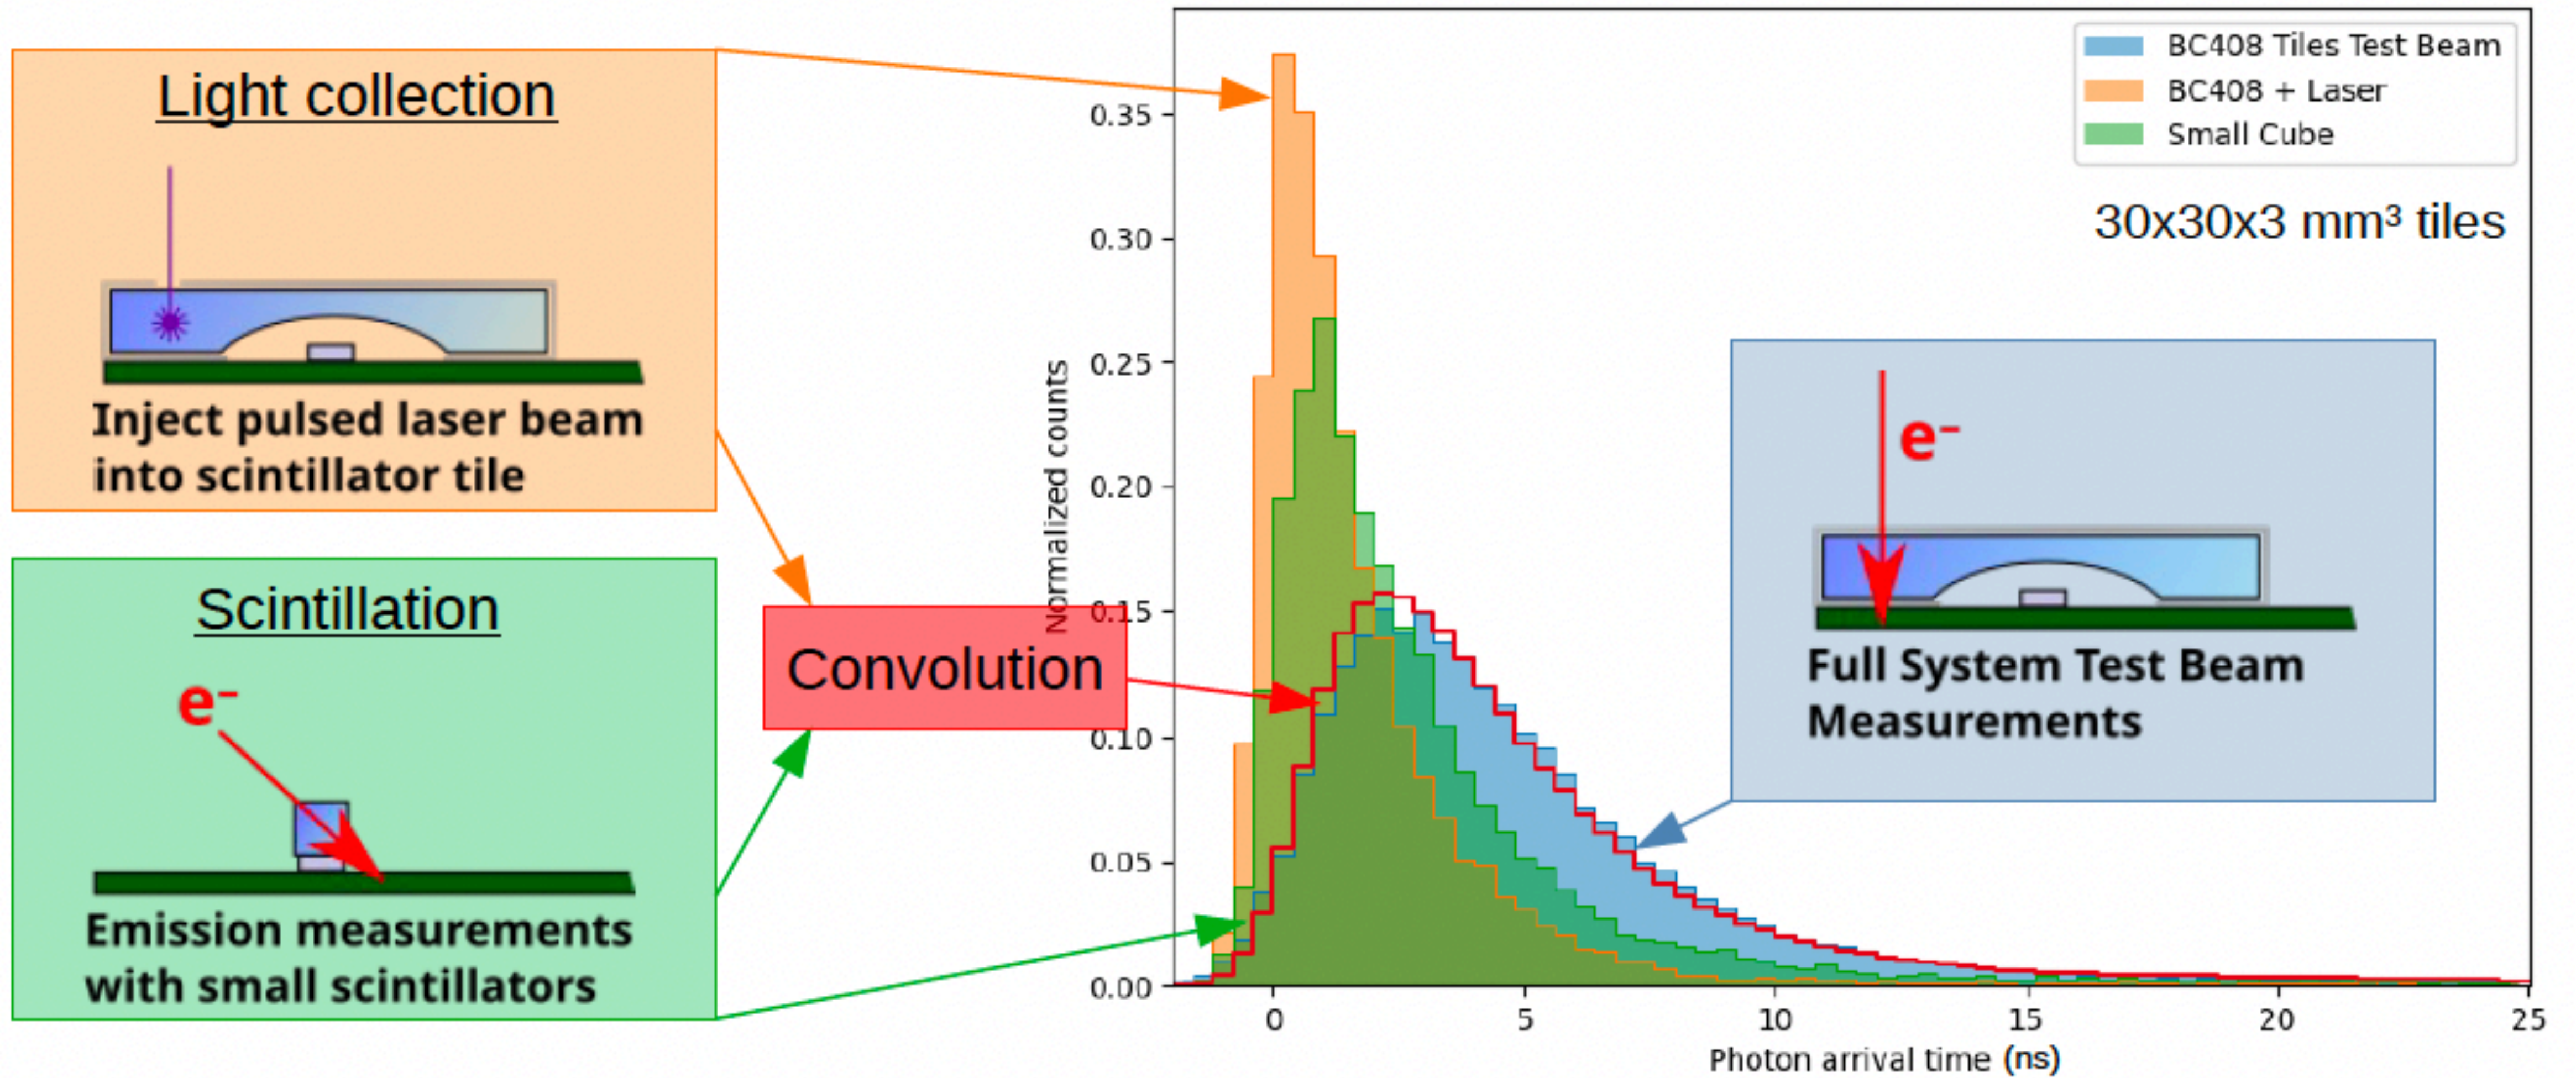 Light collection
Inject pulsed laser beam
into scintillator tile
Scintillation
e⁻
Emission measurements
with small scintillators
Convolution
Normalized counts
0.35
0.30
0.25
0.20
0.15
0.10
0.05
0.00
BC408 Tiles Test Beam
BC408 + Laser
Small Cube
30x30x3 mm³ tiles
e⁻
Full System Test Beam
Measurements
0 5 10 15 20 25
Photon arrival time (ns)